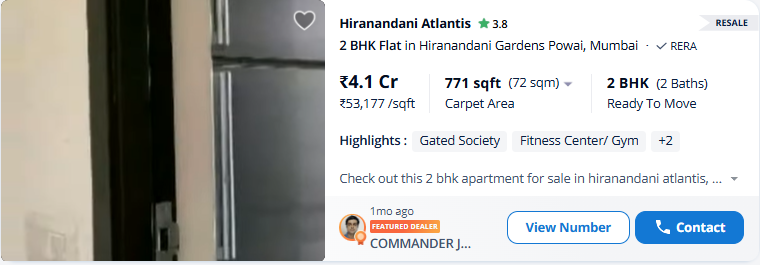 Hiranandani Atlantis 3.8
RESALE
2 BHK Flat in Hiranandani Gardens Powai, Mumbai · RERA
₹4.1 Cr 771 sqft (72 sqm) 2 BHK (2 Baths)
₹53,177 /sqft Carpet Area Ready To Move
Highlights : Gated Society Fitness Center/ Gym +2
Check out this 2 bhk apartment for sale in hiranandani atlantis, ...
1mo ago
FEATURED DEALER
COMMANDER J...
View Number
Contact